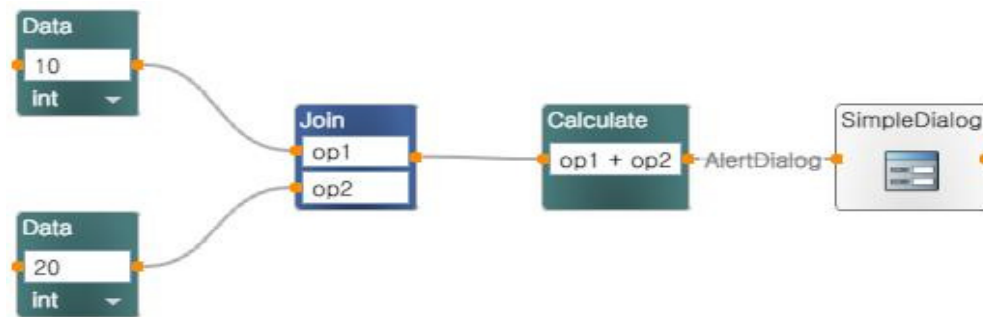 Data
10
int
Join
op1
op2
Calculate
op1 + op2
AlertDialog
SimpleDialog
Data
20
int